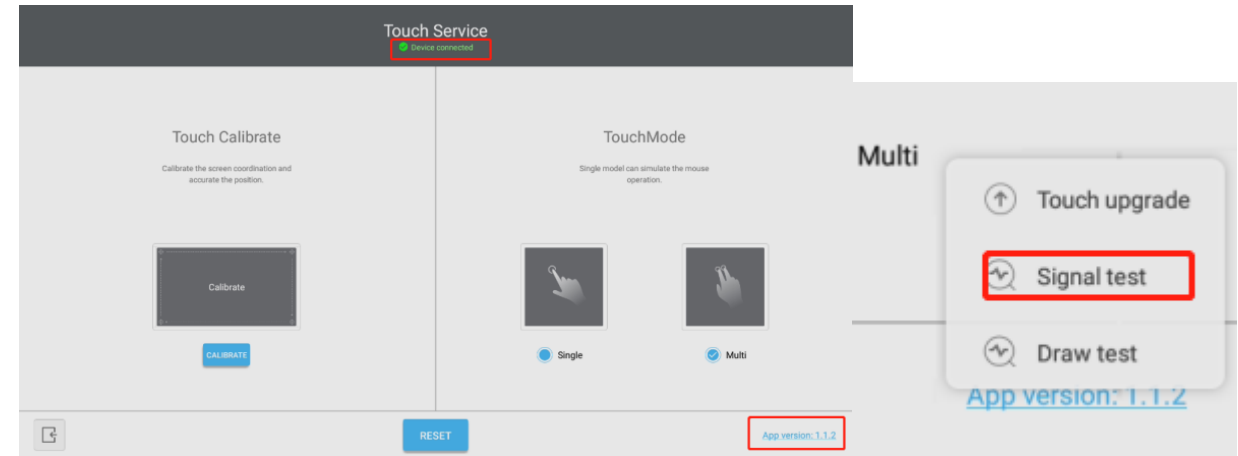 Touch Service
Device connected
Touch Calibrate
Calibrate the screen coordination and
accurate the position.
Calibrate
CALIBRATE
TouchMode
Single model can simulate the mouse
operation.
Single
Multi
RESET
App version: 1.1.2
Multi
Touch upgrade
Signal test
Draw test
App version: 1.1.2